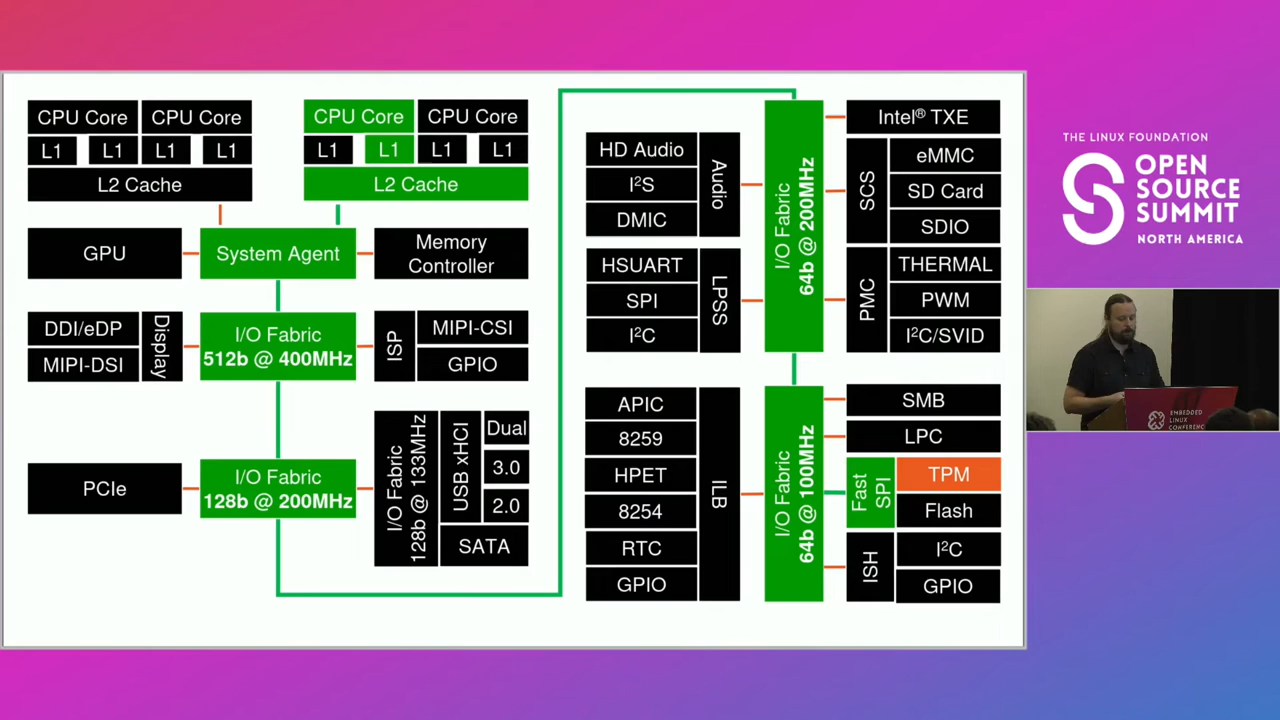 CPU Core
CPU Core
L1
L1
L1
L1
L2 Cache
CPU Core
CPU Core
L1
L1
L1
L1
L2 Cache
GPU
System Agent
Memory
Controller
DDI/eDP
MIPI-DSI
Display
I/O Fabric
512b @ 400MHz
ISP
MIPI-CSI
GPIO
PCIe
I/O Fabric
128b @ 200MHz
I/O Fabric
128b @ 133MHz
USB xHCI
Dual
3.0
2.0
SATA
HD Audio
I²S
DMIC
Audio
HSUART
SPI
I²C
LPSS
I/O Fabric
64b @ 200MHz
Intel® TXE
SCS
eMMC
SD Card
SDIO
PMC
THERMAL
PWM
I²C/SVID
APIC
8259
HPET
8254
RTC
GPIO
ILB
I/O Fabric
64b @ 100MHz
SMB
LPC
Fast
SPI
TPM
Flash
ISH
I²C
GPIO
THE LINUX FOUNDATION
OPEN
SOURCE
SUMMIT
NORTH AMERICA
EMBEDDED
LINUX
CONFERENCE